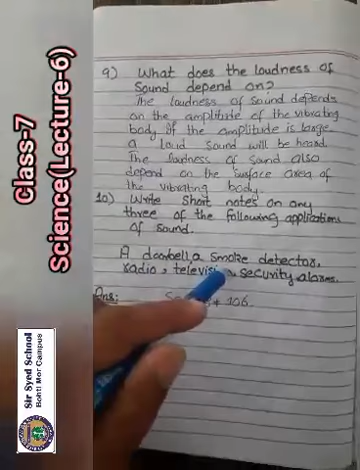 Class-7
Science(Lecture-6)
Sir Syed School
Bohti Mor Campus
9) What does the loudness of
Sound depend on?
The loudness of Sound depends
on the amplitude of the vibrating
body. If the amplitude is large
a loud sound will be heard.
The loudness of sound also
depend on the surface area of
the vibrating body.
10) Write short notes on any
three of the following applications
of sound.
A doorbell, a smoke detector,
radio, television, security alarms.
Ans:
106